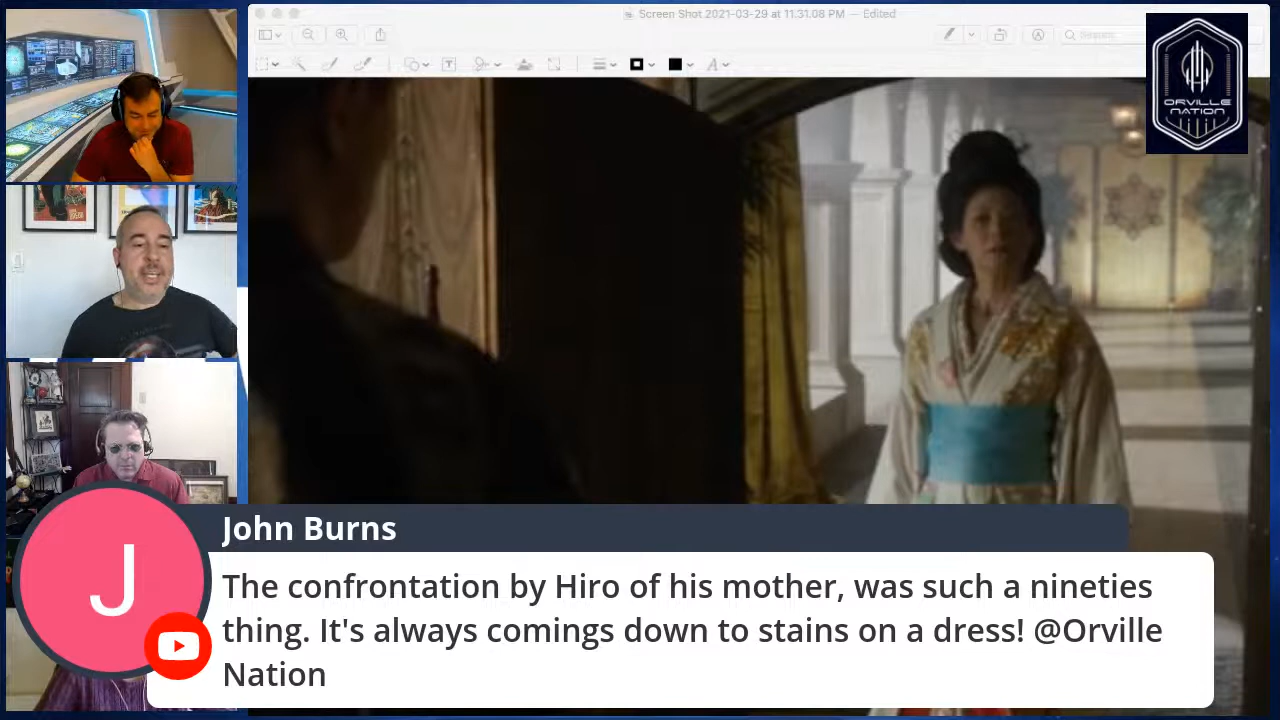 Screen Shot 2021-03-29 at 11.31.08 PM — Edited
Search
ORVILLE
NATION
J
John Burns
The confrontation by Hiro of his mother, was such a nineties
thing. It's always comings down to stains on a dress! @Orville
Nation